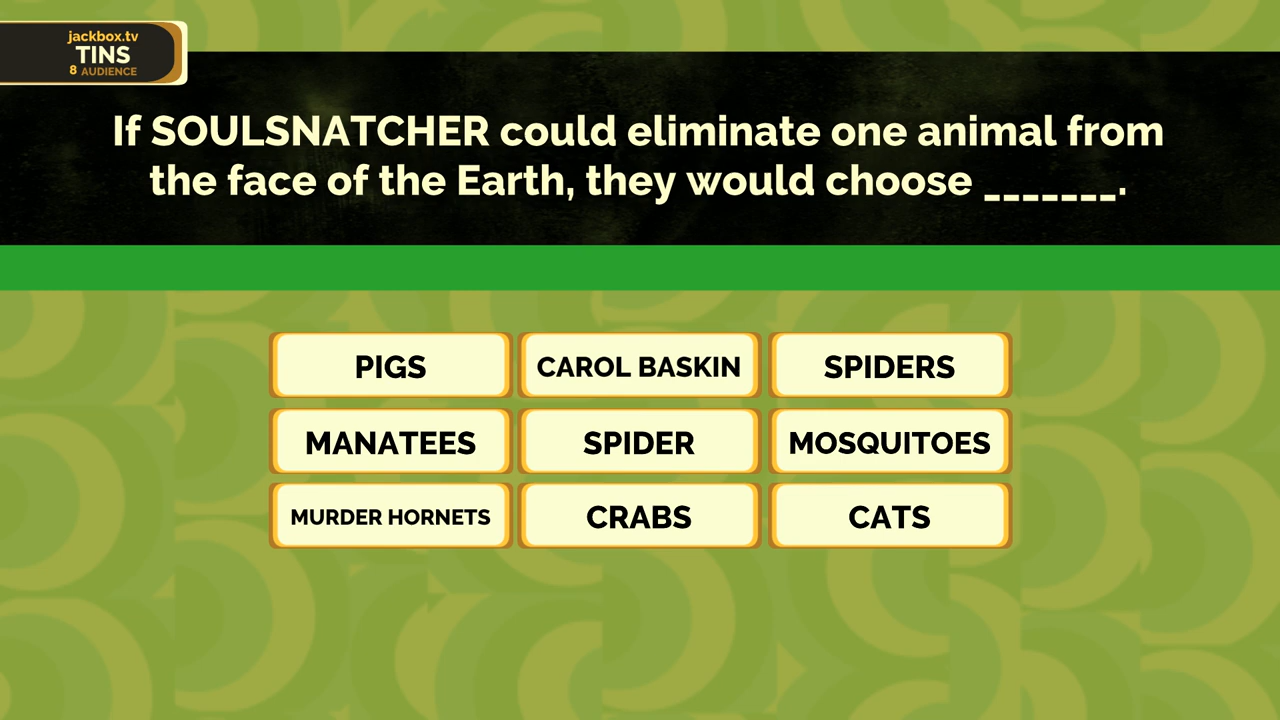 jackbox.tv
TINS
8 AUDIENCE
If SOULSNATCHER could eliminate one animal from
the face of the Earth, they would choose _______.
PIGS
CAROL BASKIN
SPIDERS
MANATEES
SPIDER
MOSQUITOES
MURDER HORNETS
CRABS
CATS